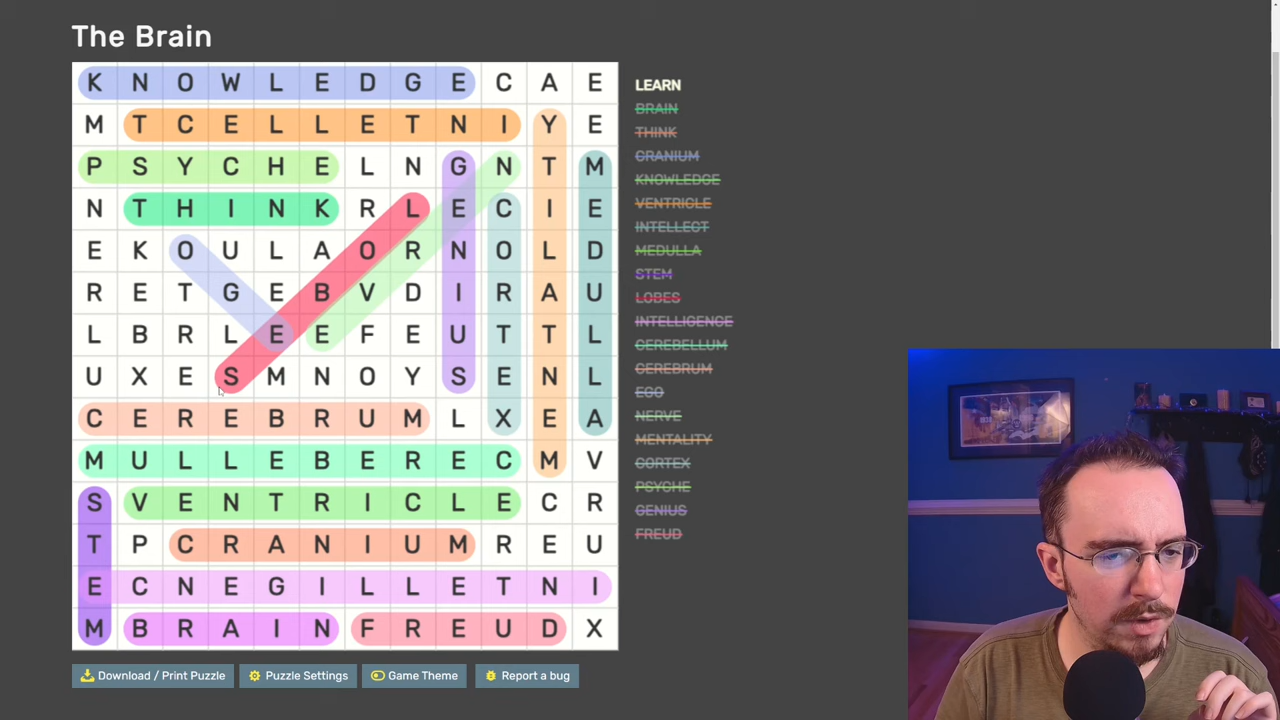 The Brain
K N O W L E D G E C A E
M T C E L L E T N I Y E
P S Y C H E L N G N T M
N T H I N K R L E C I E
E K O U L A O R N O L D
R E T G E B V D I R A U
L B R L E E F E U T T L
U X E S M N O Y S E N L
C E R E B R U M L X E A
M U L L E B E R E C M V
S V E N T R I C L E C R
T P C R A N I U M R E U
E C N E G I L L E T N I
M B R A I N F R E U D X
LEARN
BRAIN
THINK
CRANIUM
KNOWLEDGE
VENTRICLE
INTELLECT
MEDULLA
STEM
LOBES
INTELLIGENCE
CEREBELLUM
CEREBRUM
EGO
NERVE
MENTALITY
CORTEX
PSYCHE
GENIUS
FREUD
Download / Print Puzzle
Puzzle Settings
Game Theme
Report a bug